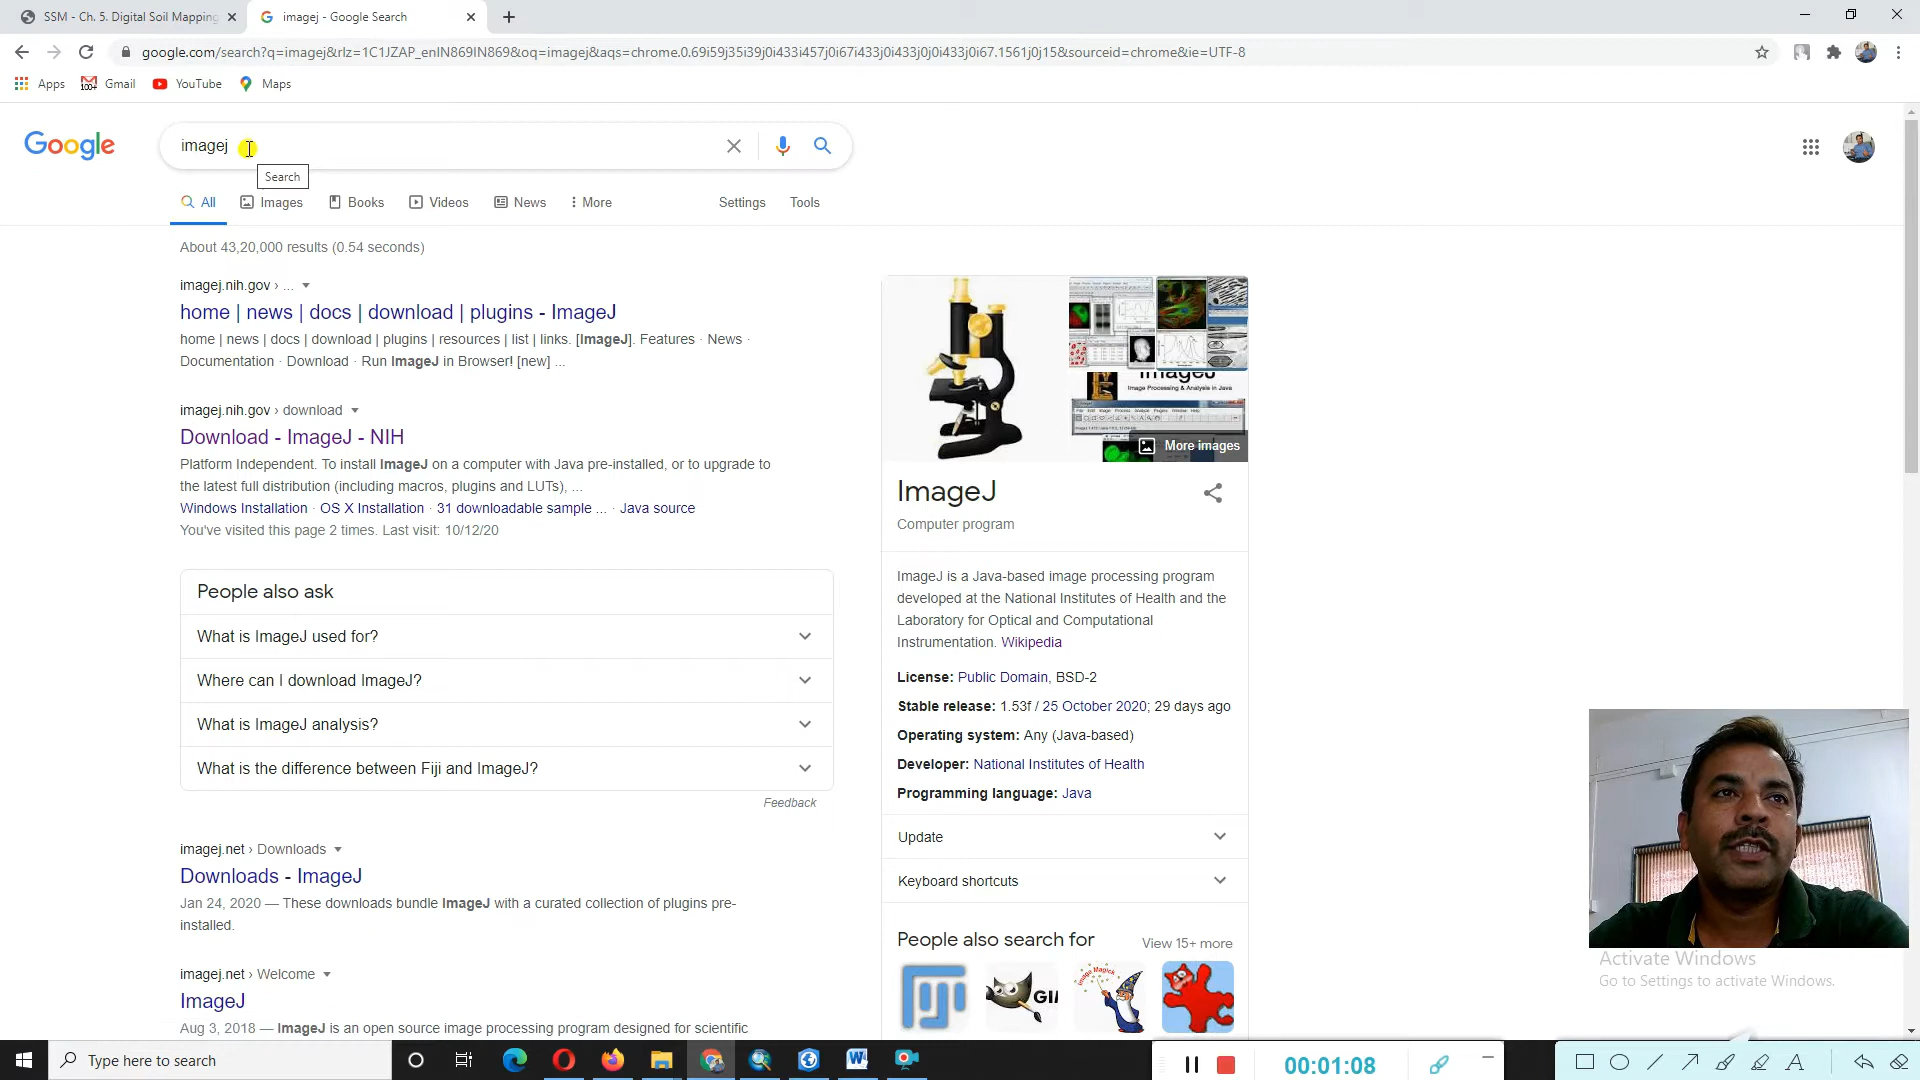 SSM - Ch. 5. Digital Soil Mapping
imagej - Google Search
google.com/search?q=imagej&rlz=1C1JZAP_enIN869IN869&oq=imagej&aqs=chrome.0.69i59j35i39j0i433i457j0i67i433j0i433j0j0i433j0i67.1561j0j15&sourceid=chrome&ie=UTF-8
Apps Gmail YouTube Maps
Google
imagej
Search
All Images Books Videos News More Settings Tools
About 43,20,000 results (0.54 seconds)
imagej.nih.gov › ...
home | news | docs | download | plugins - ImageJ
home | news | docs | download | plugins | resources | list | links. [ImageJ]. Features · News ·
Documentation · Download · Run ImageJ in Browser! [new] ...
imagej.nih.gov › download
Download - ImageJ - NIH
Platform Independent. To install ImageJ on a computer with Java pre-installed, or to upgrade to
the latest full distribution (including macros, plugins and LUTs), ...
Windows Installation · OS X Installation · 31 downloadable sample ... · Java source
You've visited this page 2 times. Last visit: 10/12/20
People also ask
What is ImageJ used for?
Where can I download ImageJ?
What is ImageJ analysis?
What is the difference between Fiji and ImageJ?
Feedback
imagej.net › Downloads
Downloads - ImageJ
Jan 24, 2020 — These downloads bundle ImageJ with a curated collection of plugins pre-
installed.
imagej.net › Welcome
ImageJ
Aug 3, 2018 — ImageJ is an open source image processing program designed for scientific
ImageJ
Image Processing & Analysis in Java
More images
ImageJ
Computer program
ImageJ is a Java-based image processing program
developed at the National Institutes of Health and the
Laboratory for Optical and Computational
Instrumentation. Wikipedia
License: Public Domain, BSD-2
Stable release: 1.53f / 25 October 2020; 29 days ago
Operating system: Any (Java-based)
Developer: National Institutes of Health
Programming language: Java
Update
Keyboard shortcuts
People also search for
View 15+ more
Activate Windows
Go to Settings to activate Windows.
Type here to search
00:01:08